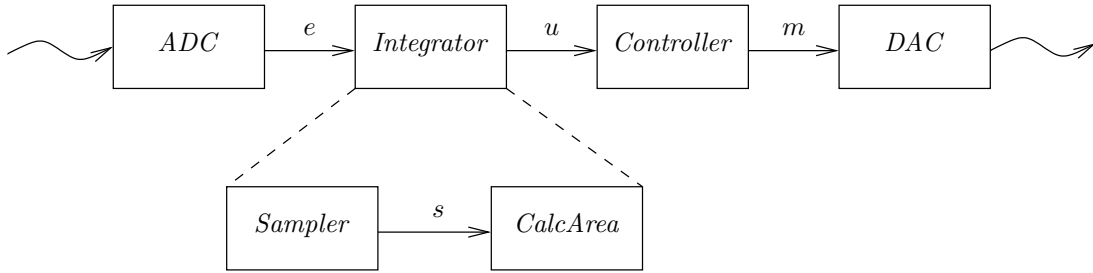 ADC e Integrator u Controller m DAC
Sampler s CalcArea